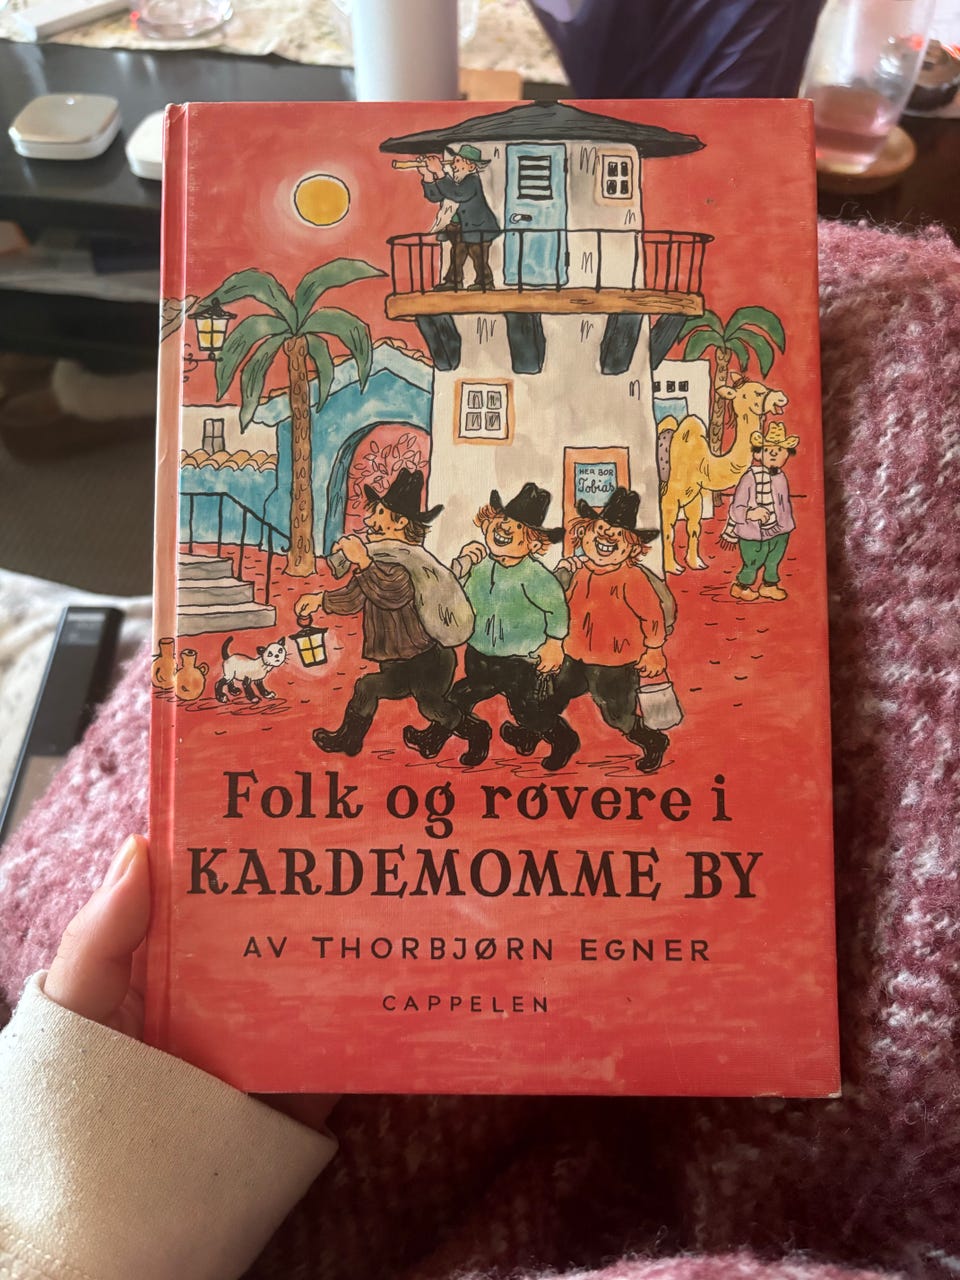 HER BOR
Tobias
Folk og røvere i
KARDEMOMME BY
AV THORBJØRN EGNER
CAPPELEN